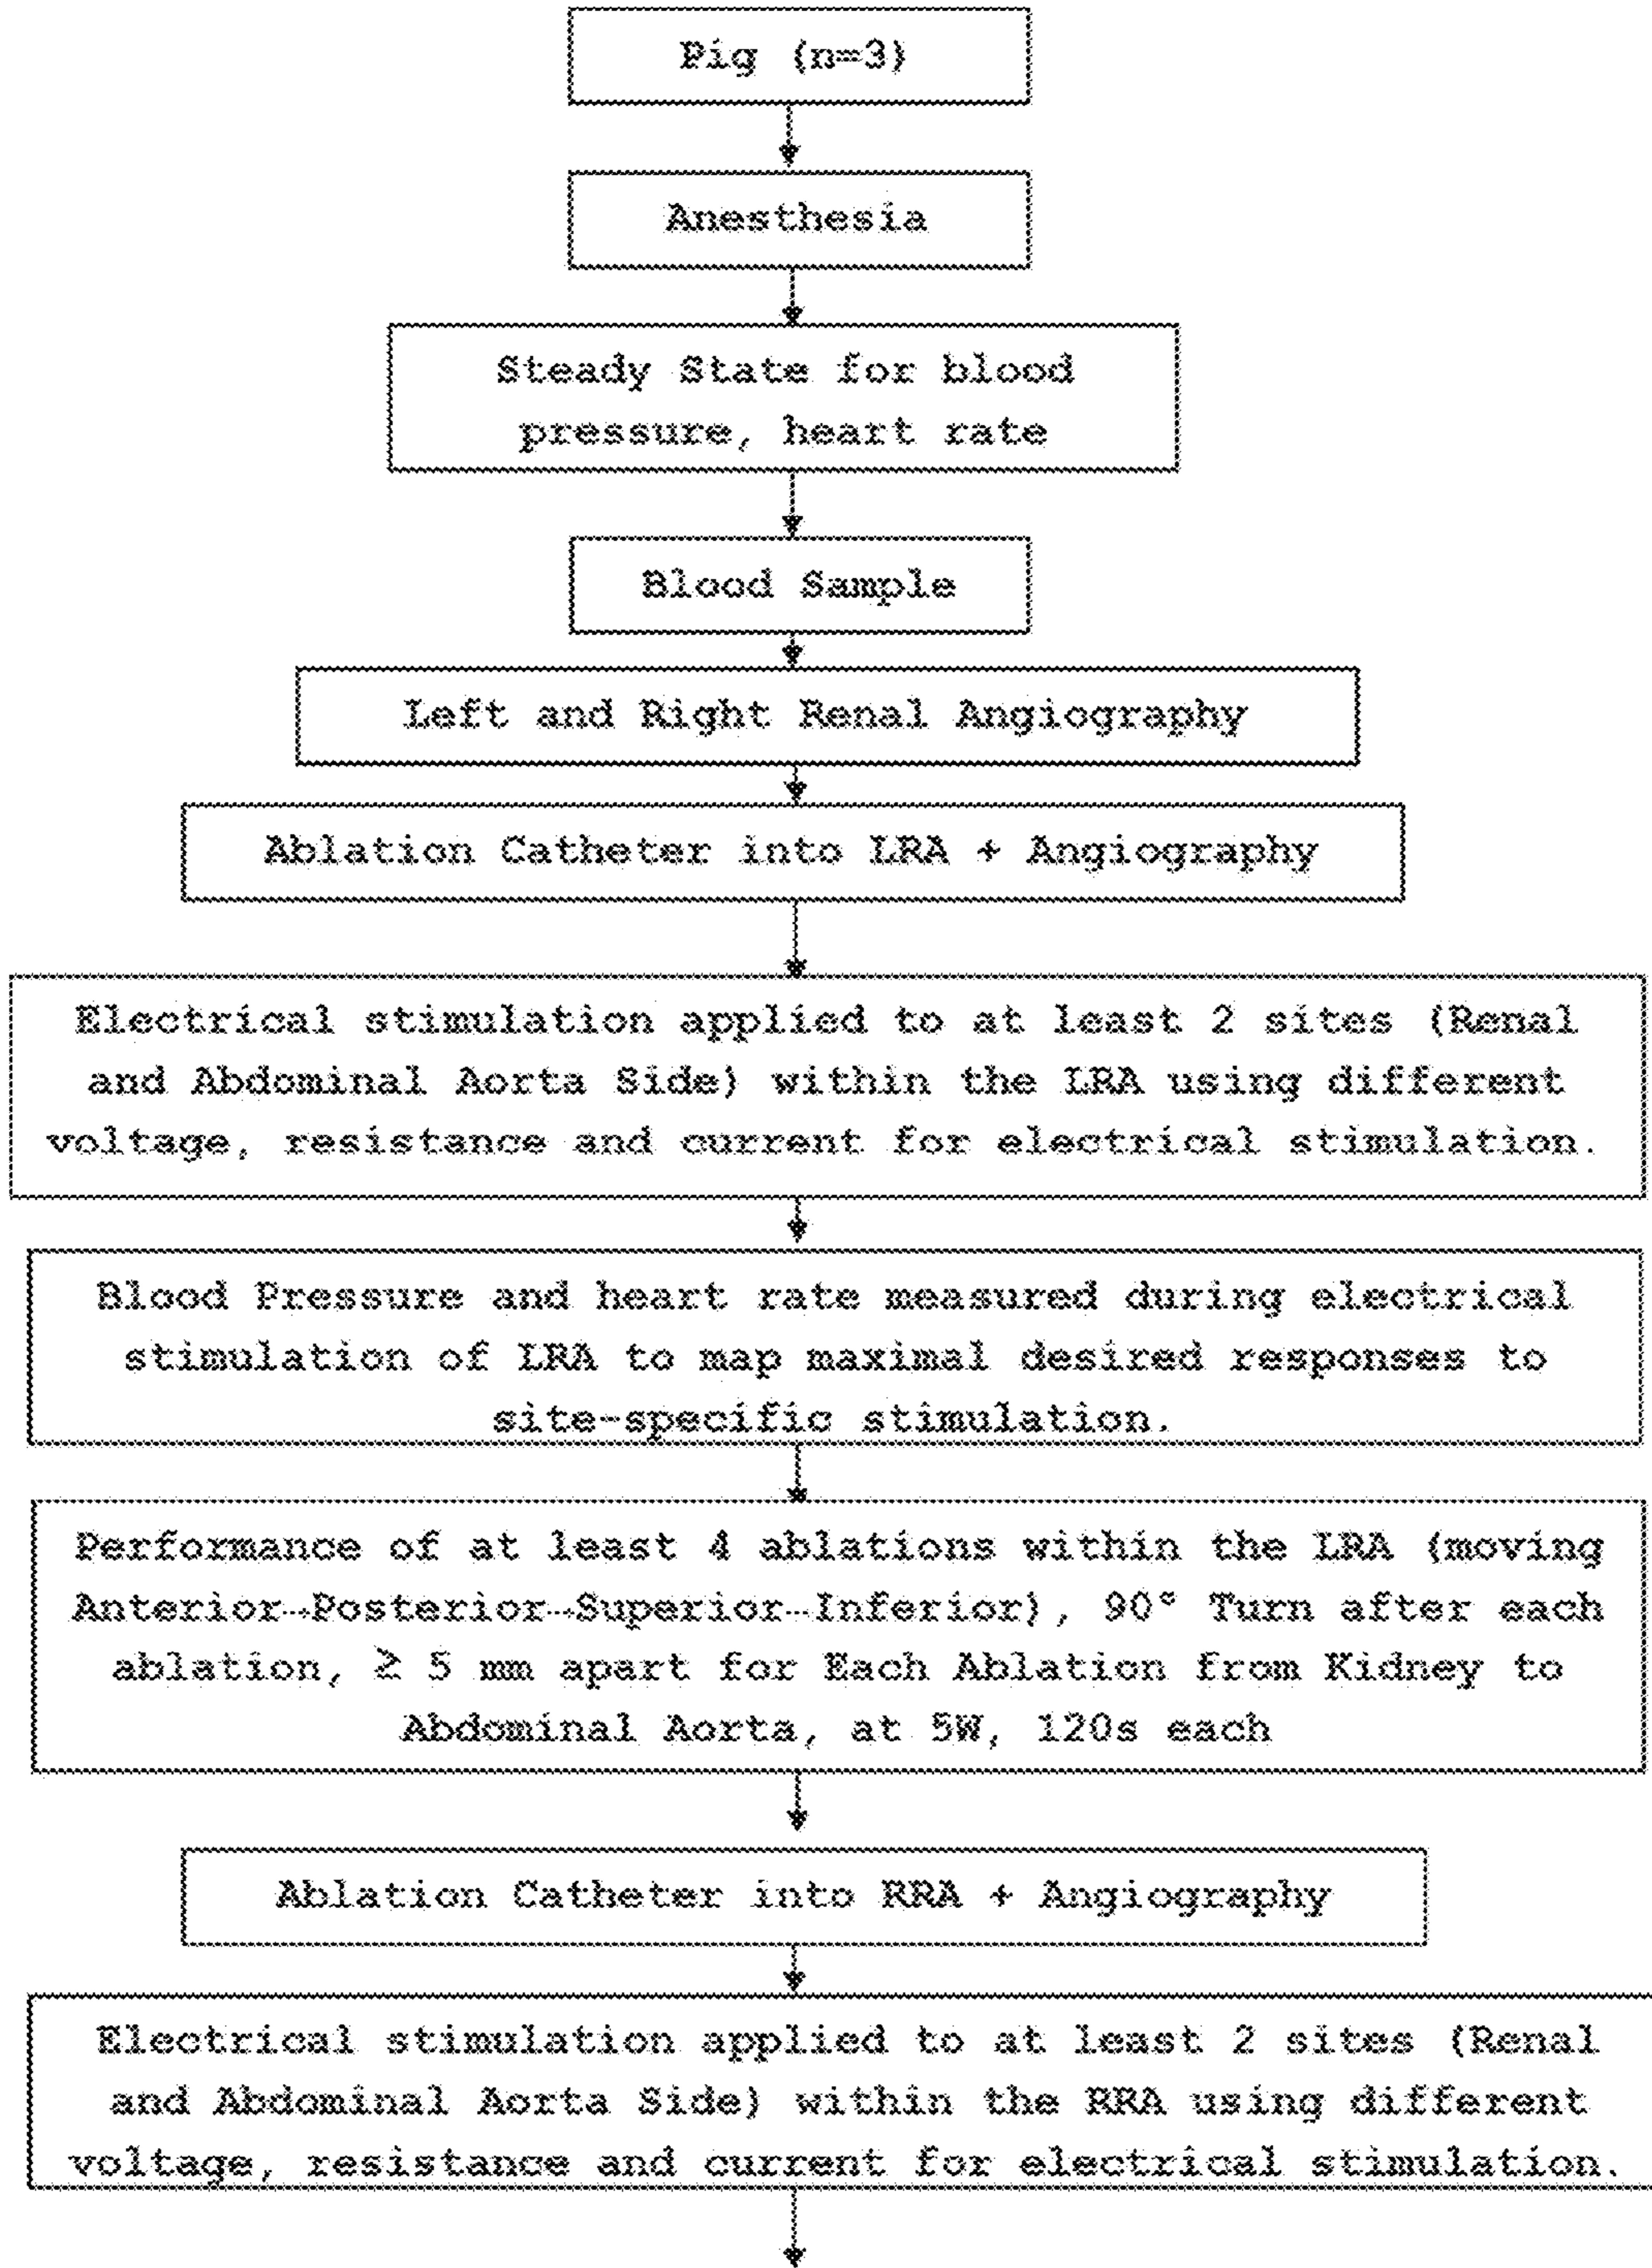 Pig (n=3)
Anesthesia
Steady State for blood
pressure, heart rate
Blood Sample
Left and Right Renal Angiography
Ablation Catheter into LRA + Angiography
Electrical stimulation applied to at least 2 sites (Renal
and Abdominal Aorta Side) within the LRA using different
voltage, resistance and current for electrical stimulation.
Blood Pressure and heart rate measured during electrical
stimulation of LRA to map maximal desired responses to
site-specific stimulation.
Performance of at least 4 ablations within the LRA (moving
Anterior→Posterior→Superior→Inferior), 90° Turn after each
ablation, ≥ 5 mm apart for Each Ablation from Kidney to
Abdominal Aorta, at 5W, 120s each
Ablation Catheter into RRA + Angiography
Electrical stimulation applied to at least 2 sites (Renal
and Abdominal Aorta Side) within the RRA using different
voltage, resistance and current for electrical stimulation.